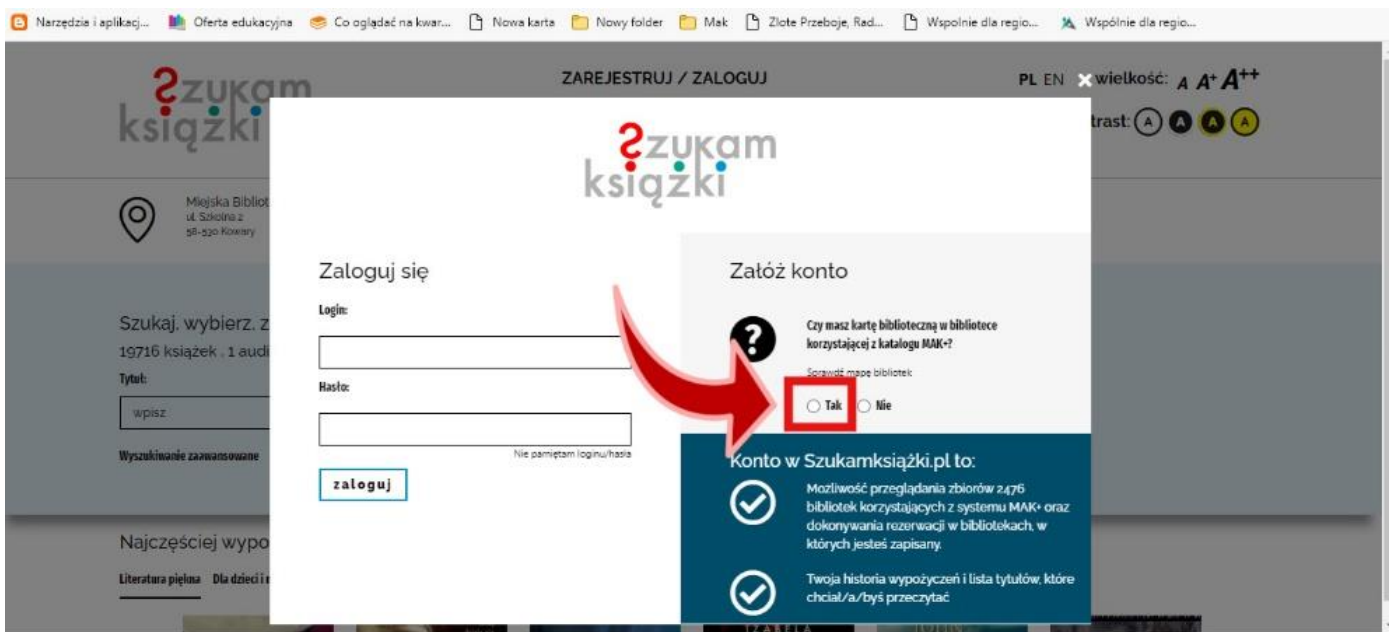 Narzędzia i aplikacj...
Oferta edukacyjna
Co oglądać na kwar...
Nowa karta
Nowy folder
Mak
Zlote Przeboje, Rad...
Wspolnie dla regio...
Wspólnie dla regio...
Szukam
książki
ZAREJESTRUJ / ZALOGUJ
PL EN
wielkość: A A+ A++
trast: A A A A
Miejska Bibliot
ul. Szkolna 2
58-530 Kowary
Szukaj, wybierz, z
19716 książek , 1 audi
Tytuł:
wpisz
Wyszukiwanie zaawansowane
Najczęściej wypo
Literatura piękna Dla dzieci i
Szukam
książki
Zaloguj się
Login:
Hasło:
Nie pamiętam loginu/hasła
zaloguj
Załóż konto
?
Czy masz kartę biblioteczną w bibliotece
korzystającej z katalogu MAK+?
Sprawdź mapę bibliotek
Tak Nie
Konto w Szukamksiążki.pl to:
Możliwość przeglądania zbiorów 2476
bibliotek korzystających z systemu MAK+ oraz
dokonywania rezerwacji w bibliotekach, w
których jesteś zapisany.
Twoja historia wypożyczeń i lista tytułów, które
chciał/a/byś przeczytać
IZABELA